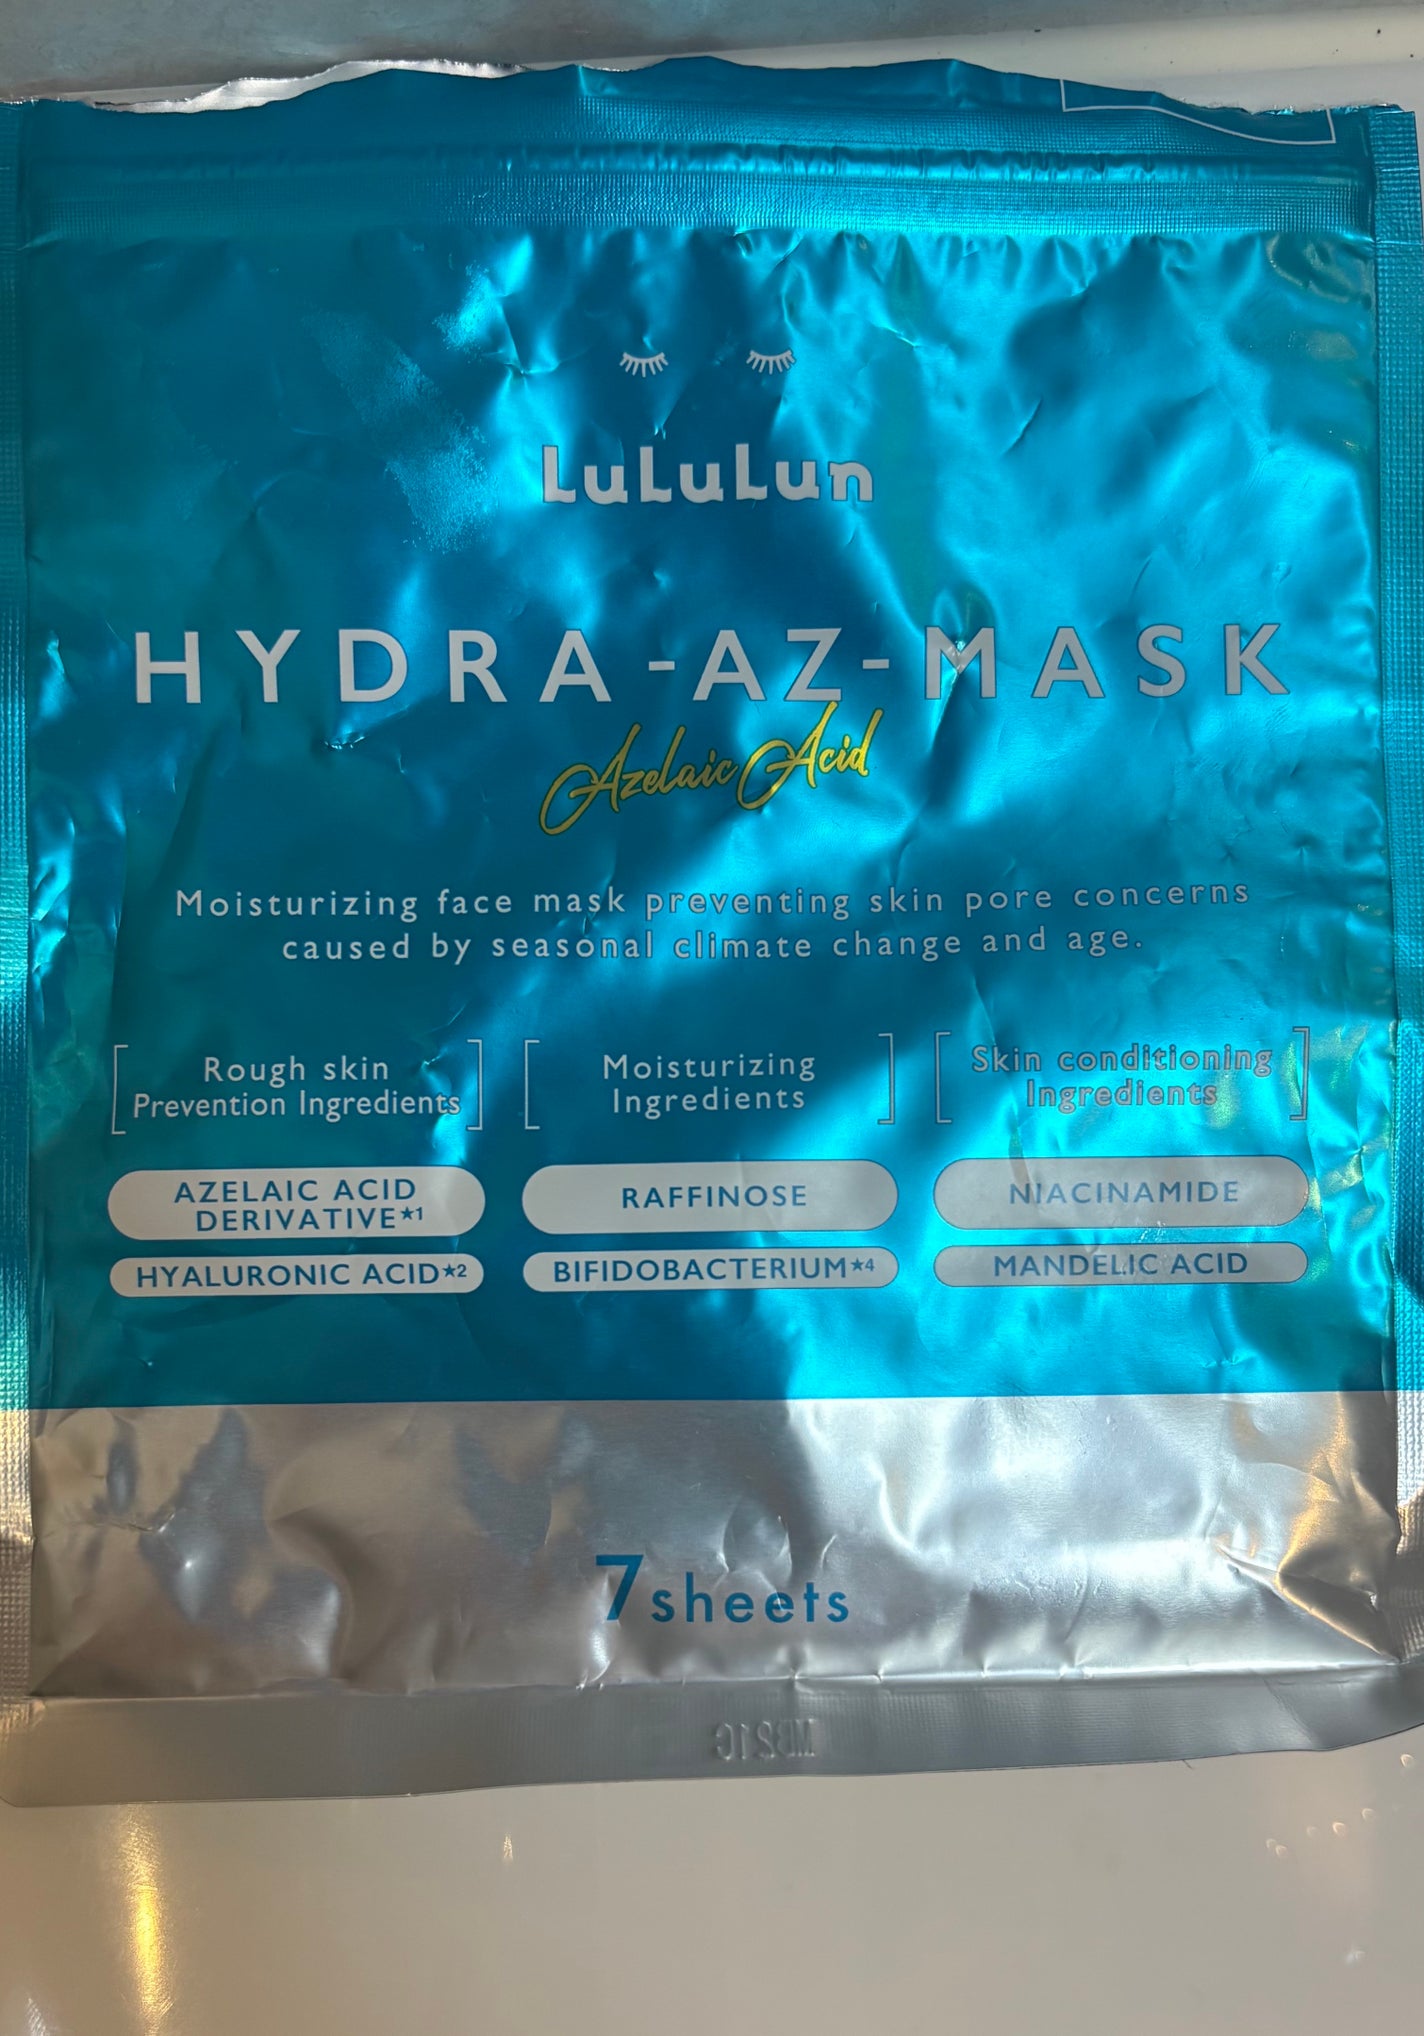 LuLuLun
HYDRA-AZ-MASK
Azelaic Acid
Moisturizing face mask preventing skin pore concerns
caused by seasonal climate change and age.
Rough skin
Prevention Ingredients
AZELAIC ACID
DERIVATIVE★1
HYALURONIC ACID★2
Moisturizing
Ingredients
RAFFINOSE
BIFIDOBACTERIUM★4
Skin conditioning
Ingredients
NIACINAMIDE
MANDELIC ACID
7 sheets